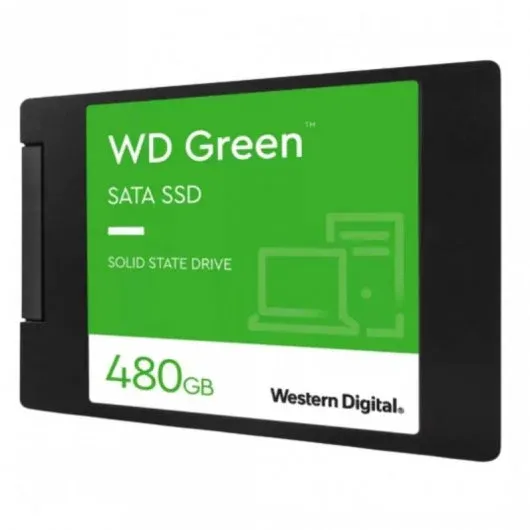 WD Green™
SATA SSD
SOLID STATE DRIVE
480GB
Western Digital®